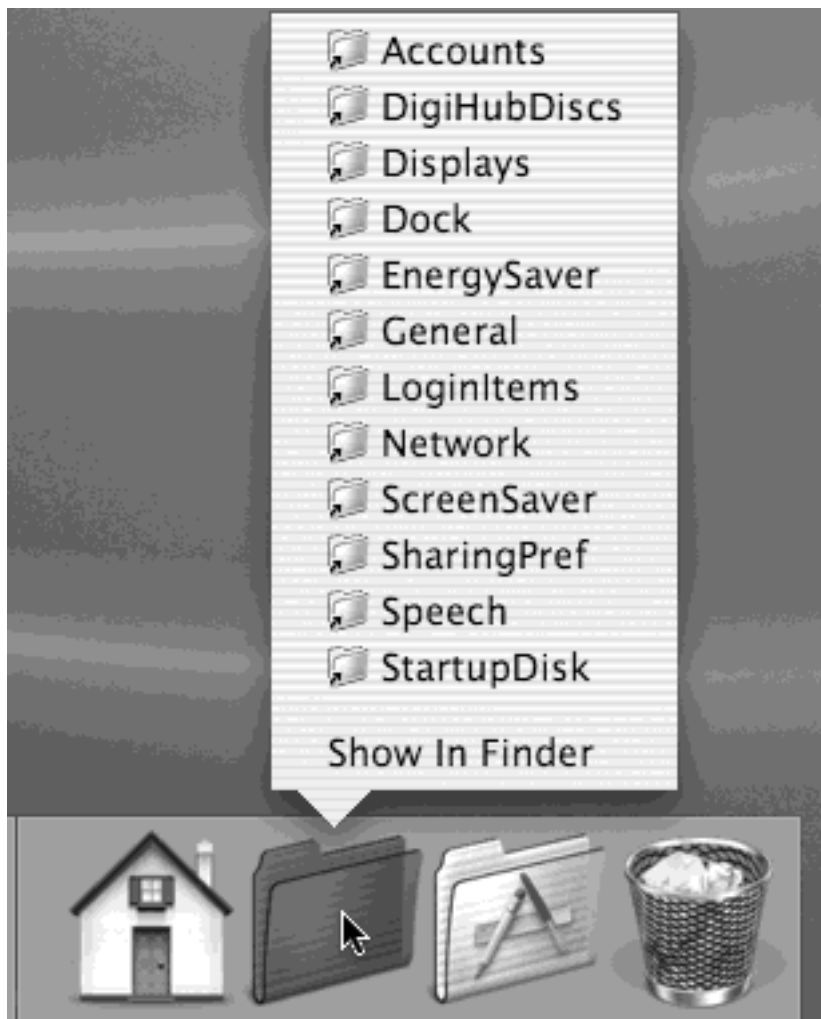 Accounts
DigiHubDiscs
Displays
Dock
EnergySaver
General
LoginItems
Network
ScreenSaver
SharingPref
Speech
StartupDisk
Show In Finder